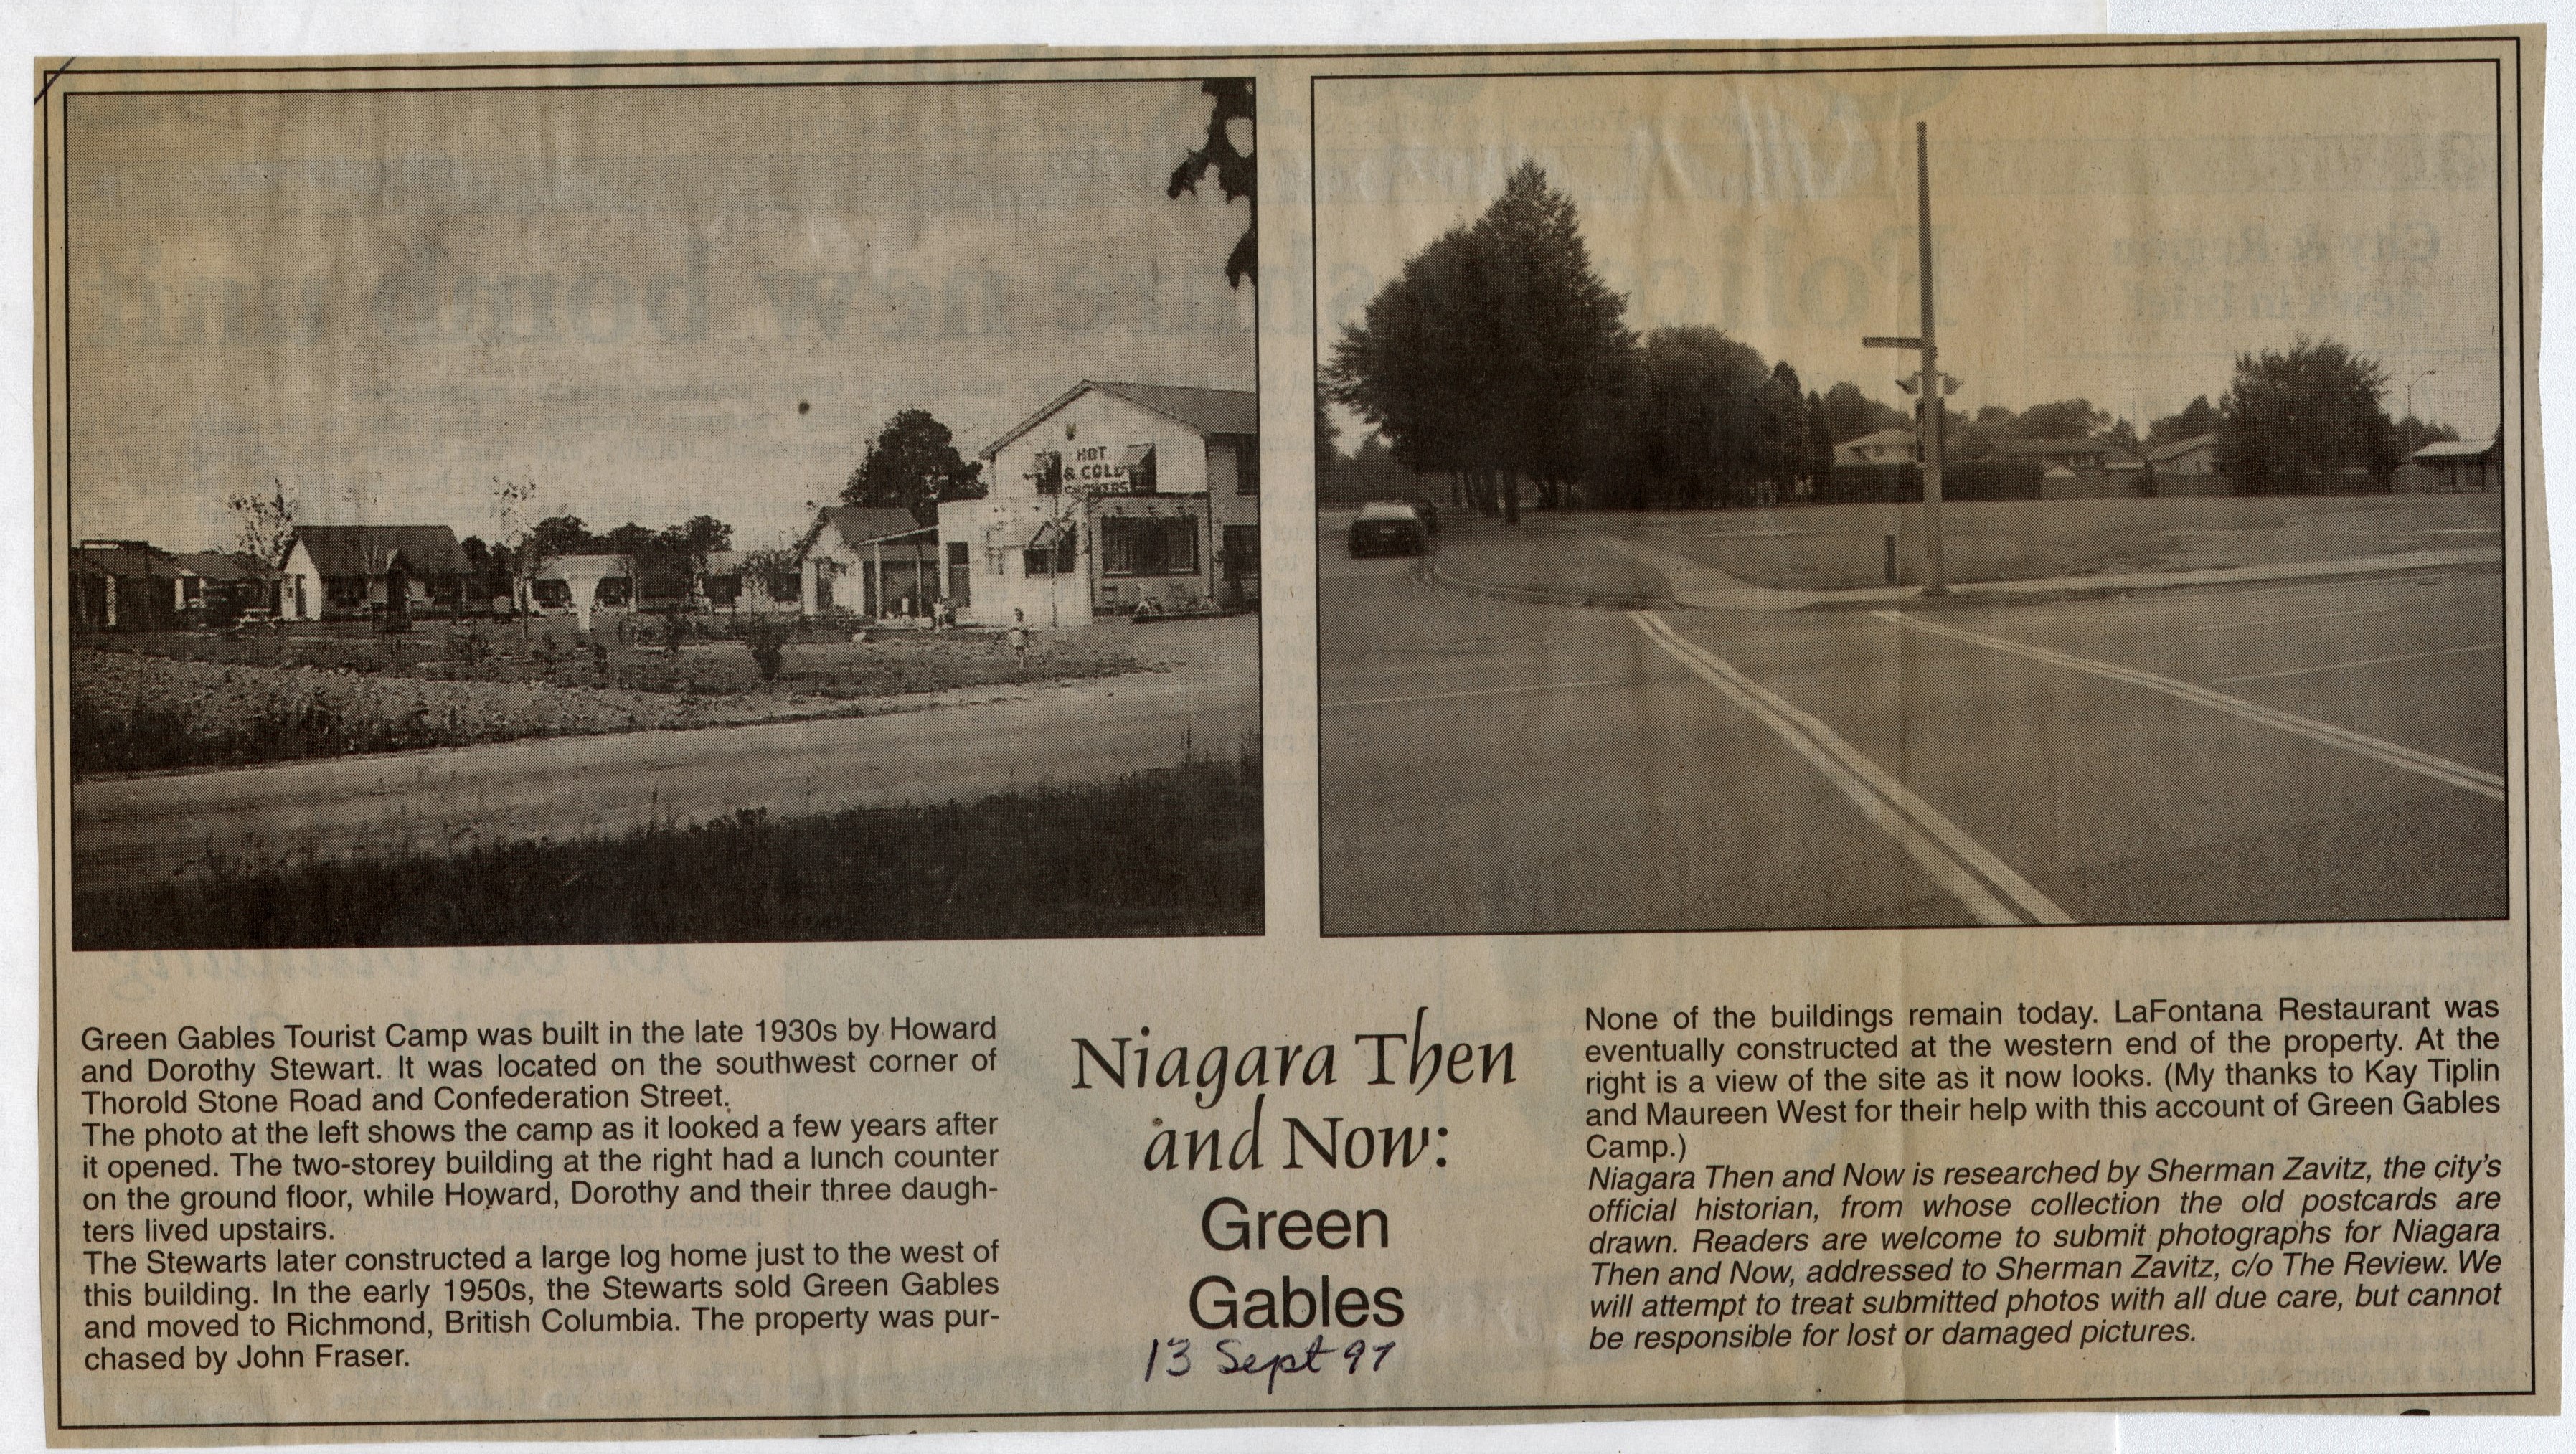 HOT
& COLD
SHOWERS
Green Gables Tourist Camp was built in the late 1930s by Howard
and Dorothy Stewart. It was located on the southwest corner of
Thorold Stone Road and Confederation Street.
The photo at the left shows the camp as it looked a few years after
it opened. The two-storey building at the right had a lunch counter
on the ground floor, while Howard, Dorothy and their three daugh-
ters lived upstairs.
The Stewarts later constructed a large log home just to the west of
this building. In the early 1950s, the Stewarts sold Green Gables
and moved to Richmond, British Columbia. The property was pur-
chased by John Fraser.
Niagara Then
and Now:
Green
Gables
13 Sept 97
None of the buildings remain today. LaFontana Restaurant was
eventually constructed at the western end of the property. At the
right is a view of the site as it now looks. (My thanks to Kay Tiplin
and Maureen West for their help with this account of Green Gables
Camp.)
Niagara Then and Now is researched by Sherman Zavitz, the city's
official historian, from whose collection the old postcards are
drawn. Readers are welcome to submit photographs for Niagara
Then and Now, addressed to Sherman Zavitz, c/o The Review. We
will attempt to treat submitted photos with all due care, but cannot
be responsible for lost or damaged pictures.